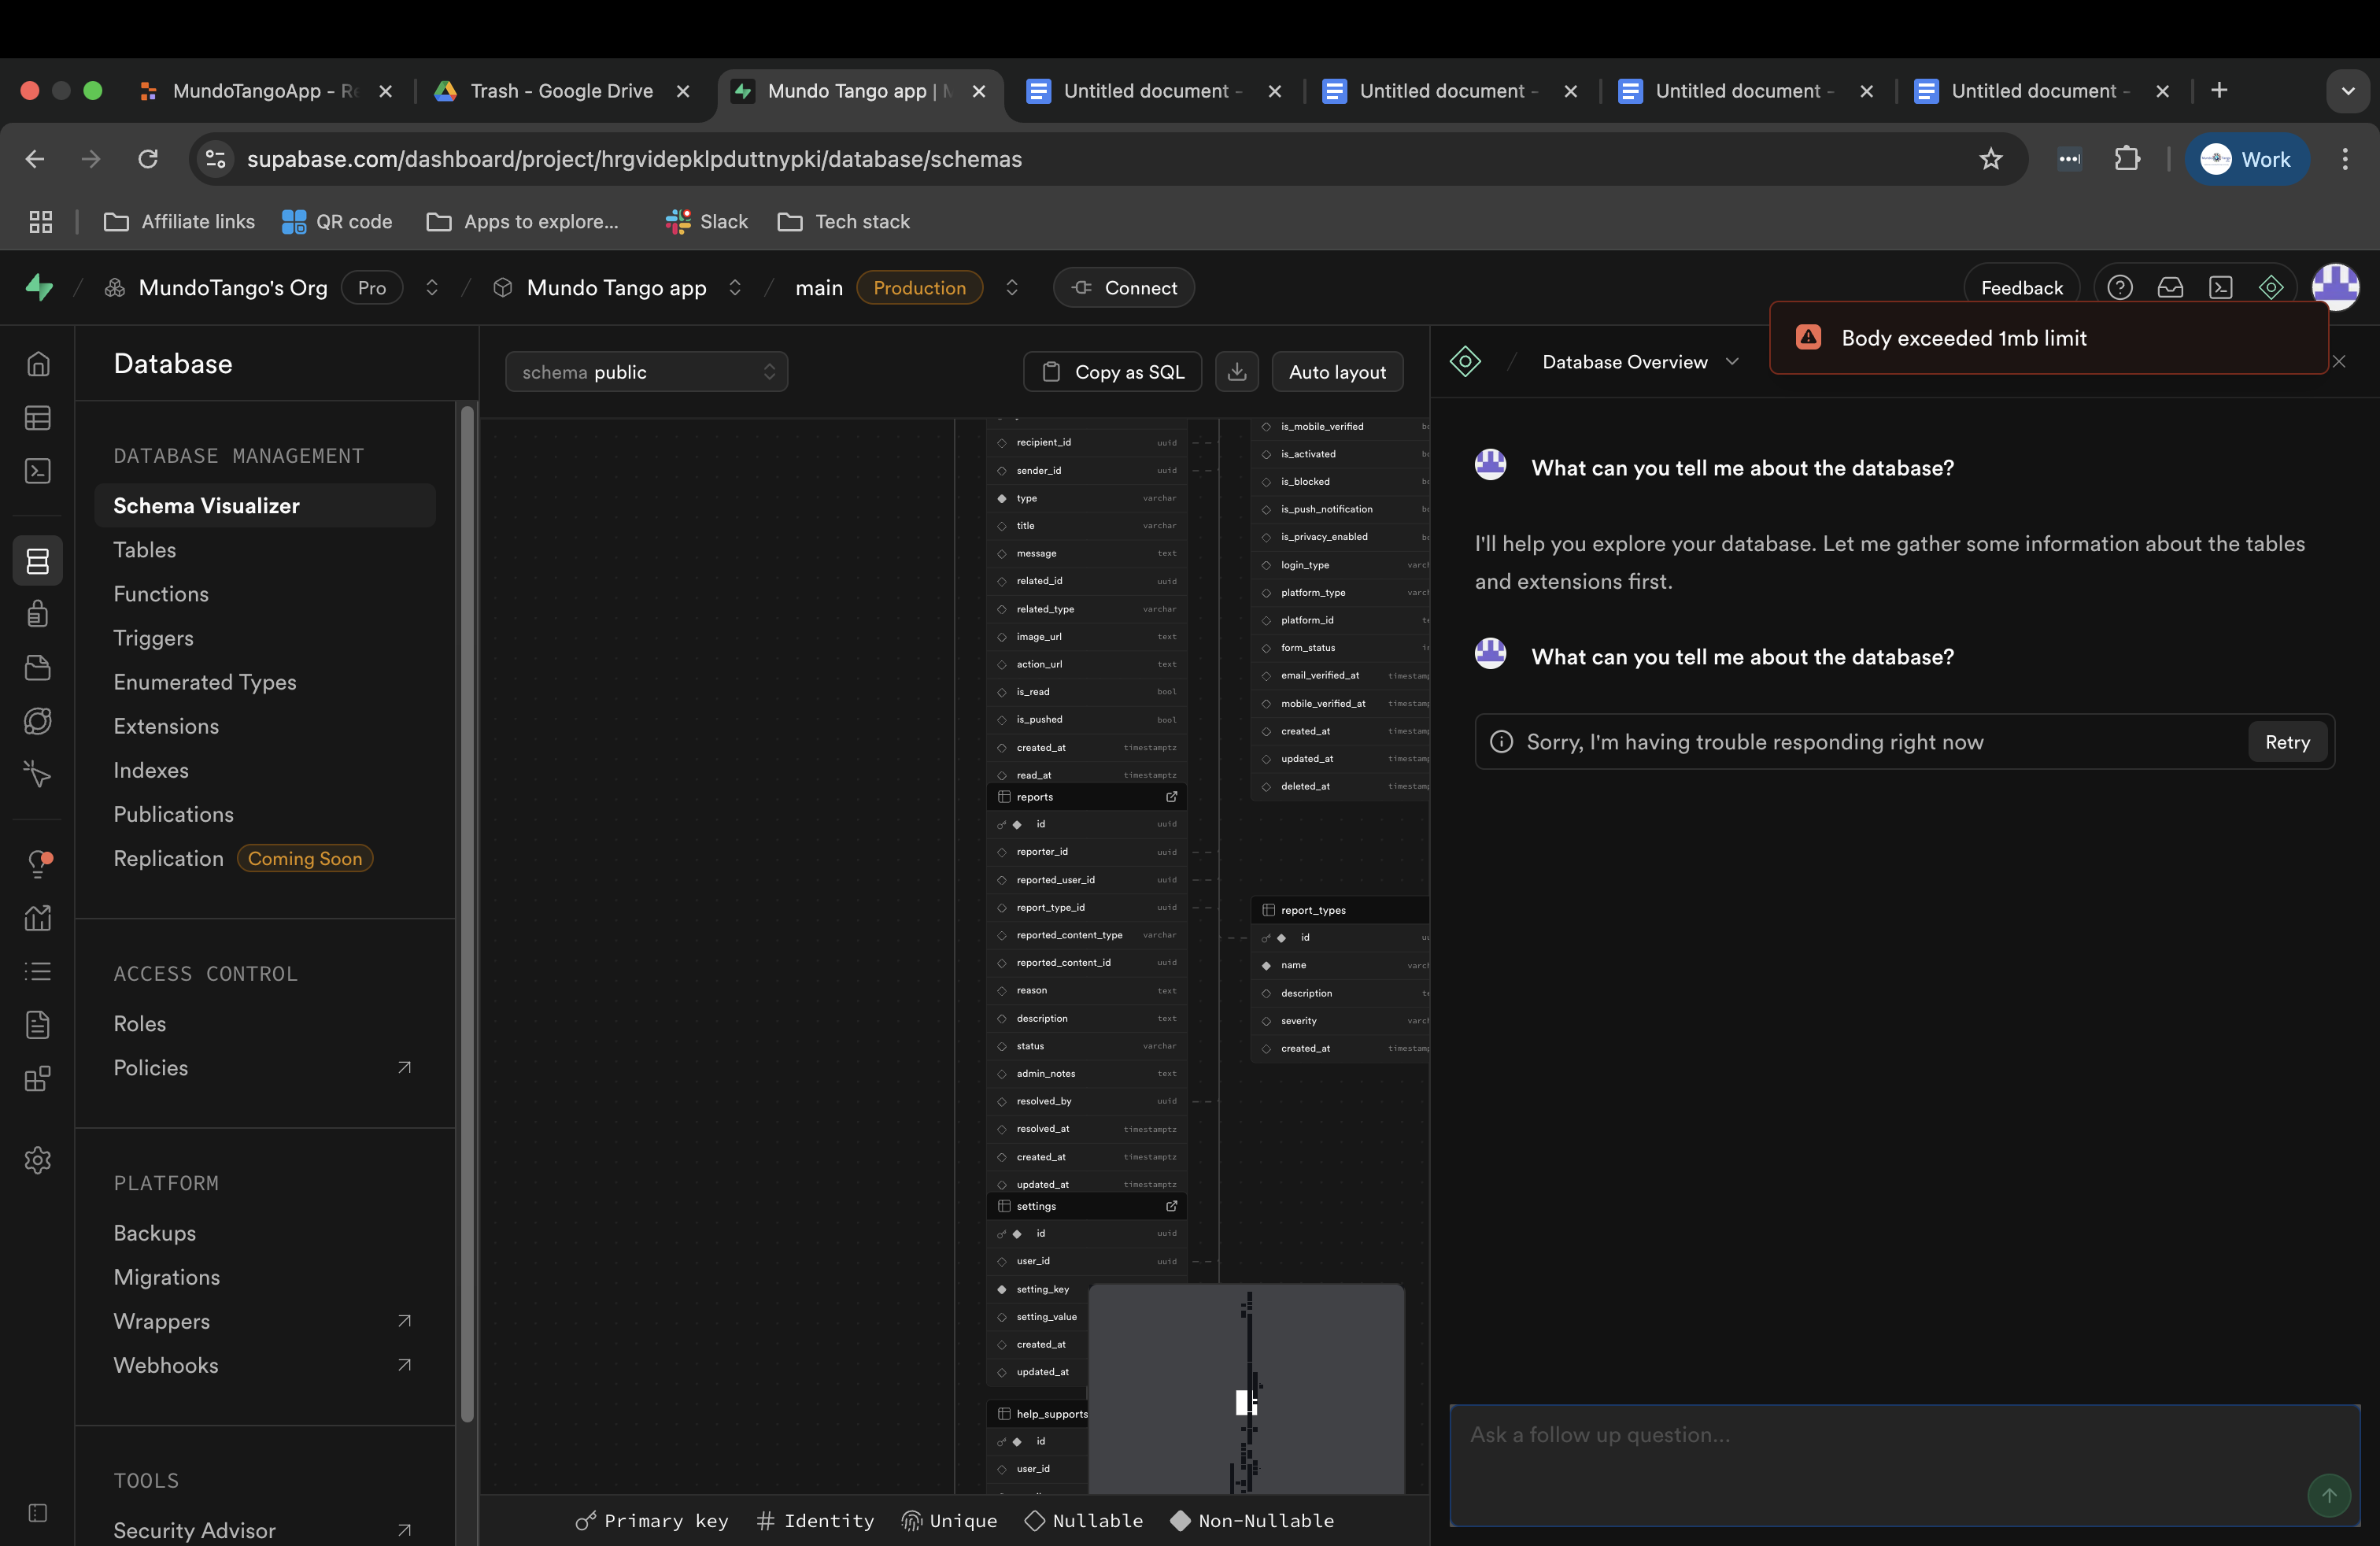 MundoTangoApp - Re
Trash - Google Drive
Mundo Tango app |
Untitled document -
Untitled document -
Untitled document -
Untitled document -
supabase.com/dashboard/project/hrgvidepklpduttnypki/database/schemas
Work
Affiliate links
QR code
Apps to explore...
Slack
Tech stack
MundoTango's Org
Pro
Mundo Tango app
main
Production
Connect
Feedback
Body exceeded 1mb limit
Database
DATABASE MANAGEMENT
Schema Visualizer
Tables
Functions
Triggers
Enumerated Types
Extensions
Indexes
Publications
Replication Coming Soon
ACCESS CONTROL
Roles
Policies
PLATFORM
Backups
Migrations
Wrappers
Webhooks
TOOLS
Security Advisor
schema public
Copy as SQL
Auto layout
recipient_id uuid
sender_id uuid
type varchar
title varchar
message text
related_id uuid
related_type varchar
image_url text
action_url text
is_read bool
is_pushed bool
created_at timestamptz
read_at timestamptz
reports
id uuid
reporter_id uuid
reported_user_id uuid
report_type_id uuid
reported_content_type varchar
reported_content_id uuid
reason text
description text
status varchar
admin_notes text
resolved_by uuid
resolved_at timestamptz
created_at timestamptz
updated_at timestamptz
settings
id uuid
user_id uuid
setting_key
setting_value
created_at
updated_at
help_supports
id
user_id
is_mobile_verified
is_activated
is_blocked
is_push_notification
is_privacy_enabled
login_type
platform_type
platform_id
form_status
email_verified_at
mobile_verified_at
created_at
updated_at
deleted_at
report_types
id
name
description
severity
created_at
Primary key
Identity
Unique
Nullable
Non-Nullable
Database Overview
What can you tell me about the database?
I'll help you explore your database. Let me gather some information about the tables
and extensions first.
What can you tell me about the database?
Sorry, I'm having trouble responding right now
Retry
Ask a follow up question...